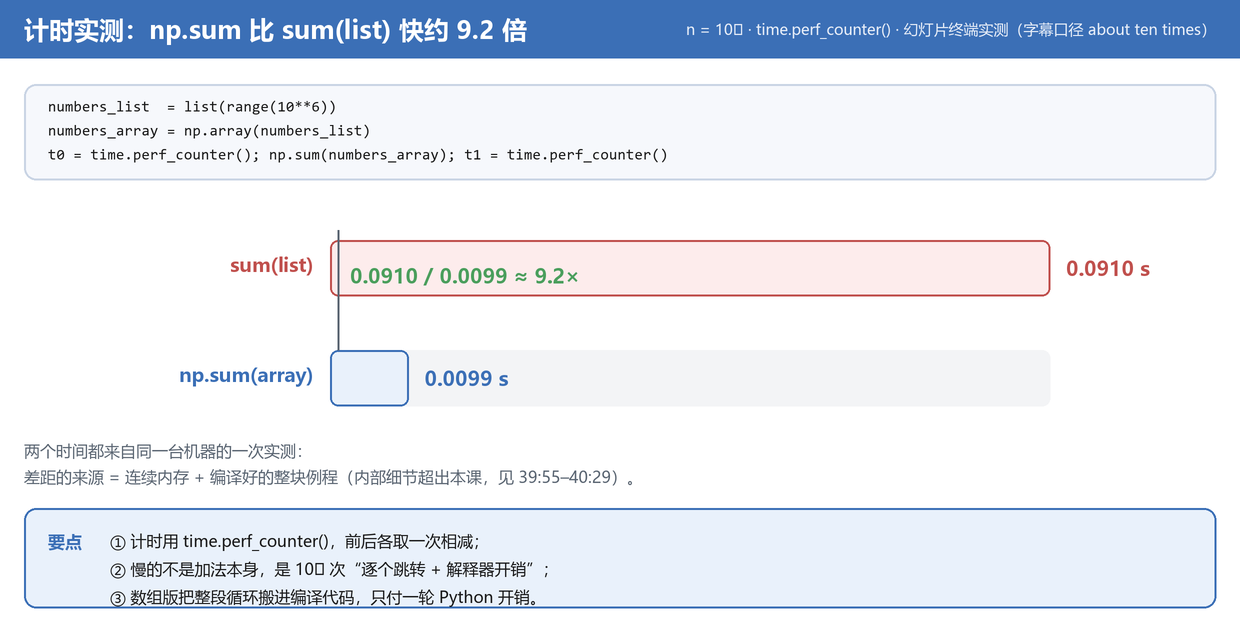 计时实测：np.sum 比 sum(list) 快约 9.2 倍
n = 10▯ · time.perf_counter() · 幻灯片终端实测（字幕口径 about ten times）
numbers_list  = list(range(10**6))
numbers_array = np.array(numbers_list)
t0 = time.perf_counter(); np.sum(numbers_array); t1 = time.perf_counter()
sum(list)
0.0910 / 0.0099 ≈ 9.2×
0.0910 s
np.sum(array)
0.0099 s
两个时间都来自同一台机器的一次实测：
差距的来源 = 连续内存 + 编译好的整块例程（内部细节超出本课，见 39:55–40:29）。
要点
① 计时用 time.perf_counter()，前后各取一次相减；
② 慢的不是加法本身，是 10▯ 次“逐个跳转 + 解释器开销”；
③ 数组版把整段循环搬进编译代码，只付一轮 Python 开销。